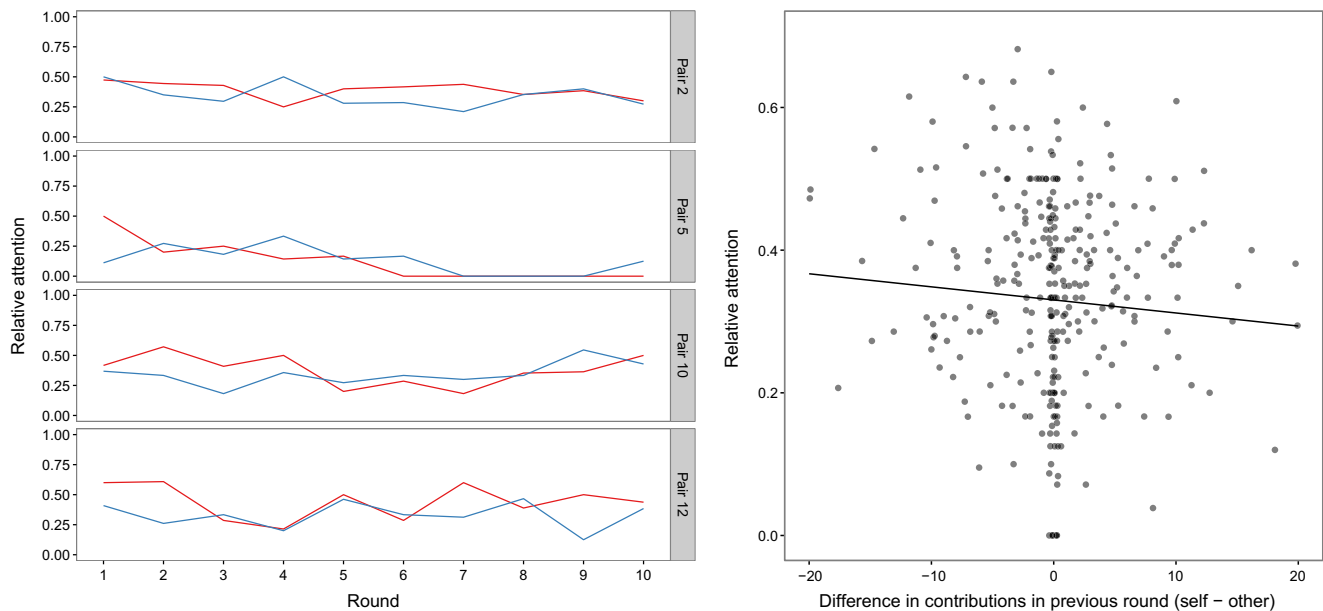 Relative attention
1.00
0.75
0.50
0.25
0.00
Pair 2
1.00
0.75
0.50
0.25
0.00
Pair 5
1.00
0.75
0.50
0.25
0.00
Pair 10
1.00
0.75
0.50
0.25
0.00
Pair 12
1 2 3 4 5 6 7 8 9 10
Round
Relative attention
0.6
0.4
0.2
0.0
−20 −10 0 10 20
Difference in contributions in previous round (self − other)